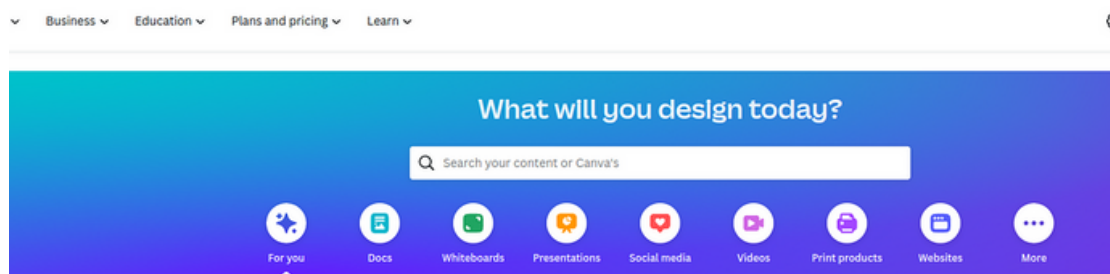 Business Education Plans and pricing Learn
What will you design today?
Search your content or Canva's
For you Docs Whiteboards Presentations Social media Videos Print products Websites More